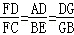 FD/FC = AD/BE = DG/GB